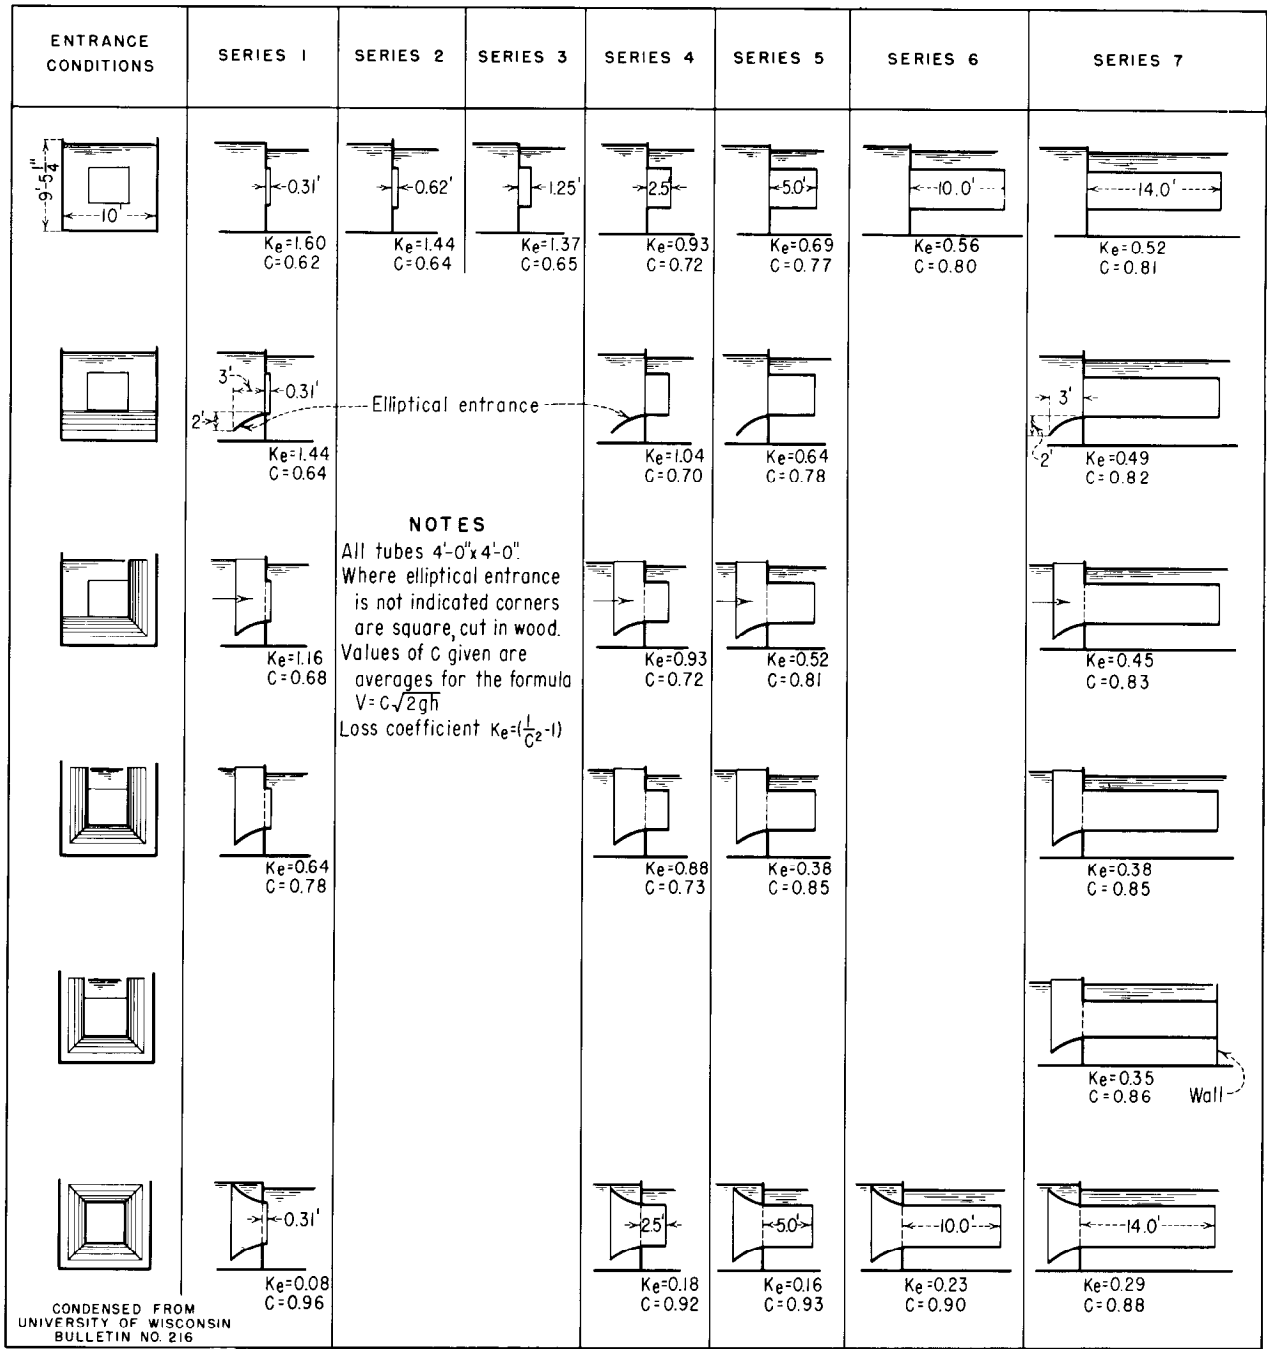 ENTRANCE
CONDITIONS
SERIES 1
SERIES 2
SERIES 3
SERIES 4
SERIES 5
SERIES 6
SERIES 7
9'-5 1/4"
10'
0.31'
Ke=1.60
C=0.62
0.62'
Ke=1.44
C=0.64
1.25'
Ke=1.37
C=0.65
2.5'
Ke=0.93
C=0.72
5.0'
Ke=0.69
C=0.77
10.0'
Ke=0.56
C=0.80
14.0'
Ke=0.52
C=0.81
3'
0.31'
2'
Ke=1.44
C=0.64
Elliptical entrance
Ke=1.04
C=0.70
Ke=0.64
C=0.78
3'
2'
Ke=0.49
C=0.82
NOTES
All tubes 4'-0"x4'-0".
Where elliptical entrance
is not indicated corners
are square, cut in wood.
Values of C given are
averages for the formula
V=C√2gh
Loss coefficient Ke=(1/C²-1)
Ke=1.16
C=0.68
Ke=0.93
C=0.72
Ke=0.52
C=0.81
Ke=0.45
C=0.83
Ke=0.64
C=0.78
Ke=0.88
C=0.73
Ke-0.38
C=0.85
Ke=0.38
C=0.85
Ke=0.35
C=0.86
Wall
0.31'
Ke=0.08
C=0.96
2.5'
Ke=0.18
C=0.92
5.0'
Ke=0.16
C=0.93
10.0'
Ke=0.23
C=0.90
14.0'
Ke=0.29
C=0.88
CONDENSED FROM
UNIVERSITY OF WISCONSIN
BULLETIN NO. 216